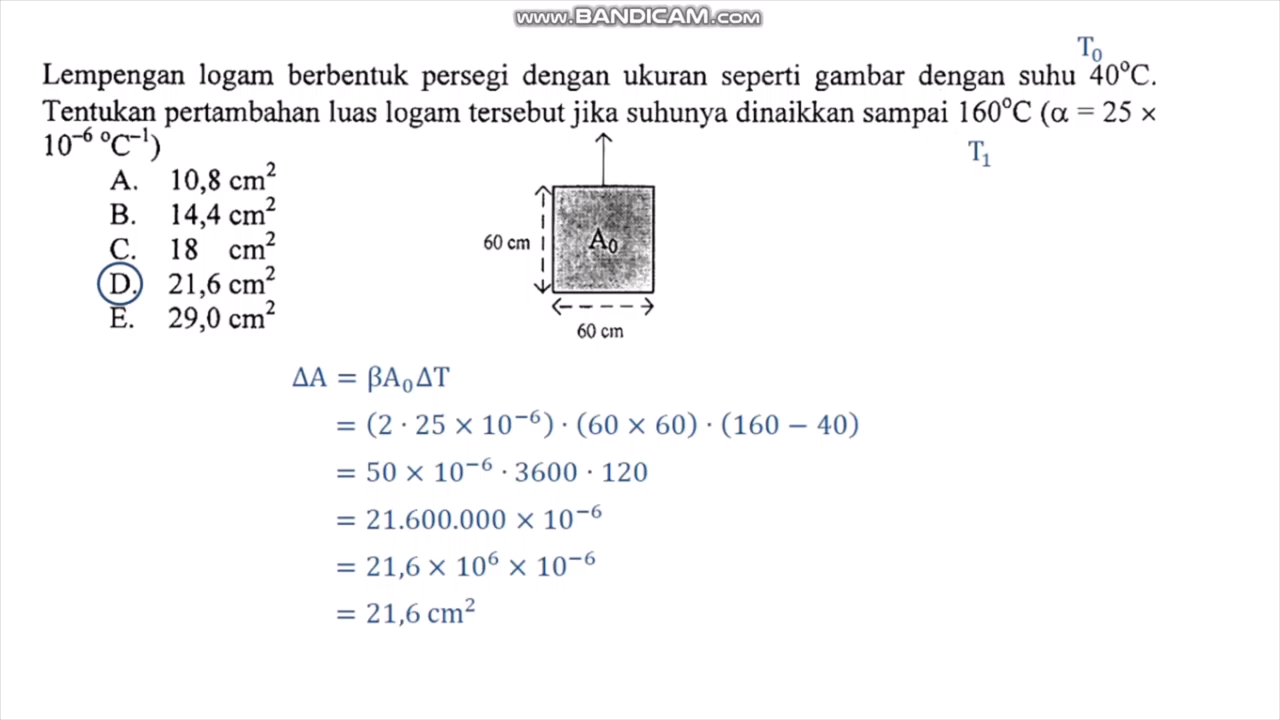 www.BANDICAM.com
T₀
Lempengan logam berbentuk persegi dengan ukuran seperti gambar dengan suhu 40°C.
Tentukan pertambahan luas logam tersebut jika suhunya dinaikkan sampai 160°C (α = 25 ×
10⁻⁶ °C⁻¹)
T₁
A. 10,8 cm²
B. 14,4 cm²
C. 18 cm²
D. 21,6 cm²
E. 29,0 cm²
60 cm
A₀
60 cm
ΔA = βA₀ΔT
= (2 · 25 × 10⁻⁶) · (60 × 60) · (160 − 40)
= 50 × 10⁻⁶ · 3600 · 120
= 21.600.000 × 10⁻⁶
= 21,6 × 10⁶ × 10⁻⁶
= 21,6 cm²